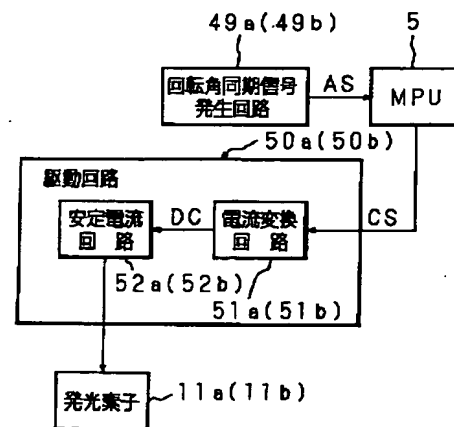 49a(49b)
5
回転角同期信号
発生回路
AS
MPU
50a(50b)
駆動回路
安定電流
回 路
DC
電流変換
回 路
CS
52a(52b)
51a(51b)
発光素子
11a(11b)